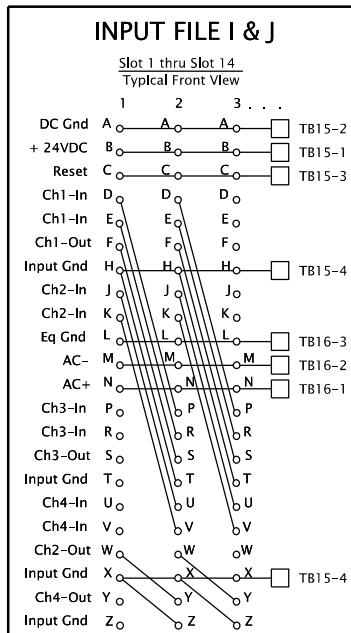 INPUT FILE I & J
Slot 1 thru Slot 14
Typical Front View
1 2 3 . . .
DC Gnd A A A TB15-2
+ 24VDC B B B TB15-1
Reset C C C TB15-3
Ch1-In D D D
Ch1-In E E E
Ch1-Out F F F
Input Gnd H H H TB15-4
Ch2-In J J J
Ch2-In K K K
Eq Gnd L L L TB16-3
AC- M M M TB16-2
AC+ N N N TB16-1
Ch3-In P P P
Ch3-In R R R
Ch3-Out S S S
Input Gnd T T T
Ch4-In U U U
Ch4-In V V V
Ch2-Out W W W
Input Gnd X X X TB15-4
Ch4-Out Y Y Y
Input Gnd Z Z Z